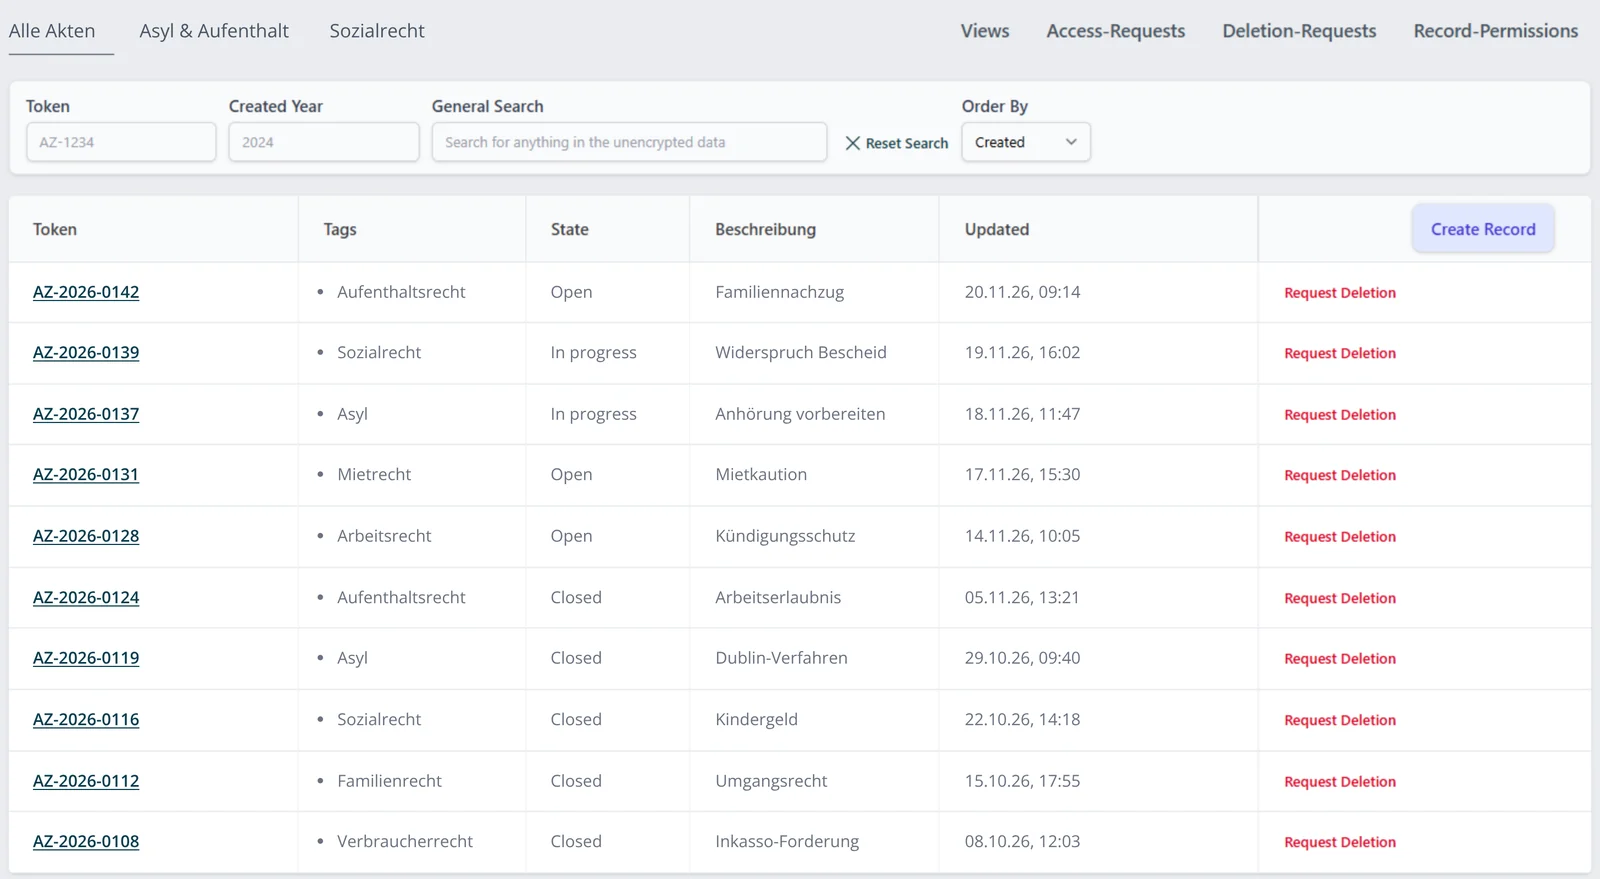 Alle Akten Asyl & Aufenthalt Sozialrecht Views Access-Requests Deletion-Requests Record-Permissions
Token Created Year General Search Order By
AZ-1234 2024 Search for anything in the unencrypted data Reset Search Created
Token Tags State Beschreibung Updated Create Record
AZ-2026-0142 • Aufenthaltsrecht Open Familiennachzug 20.11.26, 09:14 Request Deletion
AZ-2026-0139 • Sozialrecht In progress Widerspruch Bescheid 19.11.26, 16:02 Request Deletion
AZ-2026-0137 • Asyl In progress Anhörung vorbereiten 18.11.26, 11:47 Request Deletion
AZ-2026-0131 • Mietrecht Open Mietkaution 17.11.26, 15:30 Request Deletion
AZ-2026-0128 • Arbeitsrecht Open Kündigungsschutz 14.11.26, 10:05 Request Deletion
AZ-2026-0124 • Aufenthaltsrecht Closed Arbeitserlaubnis 05.11.26, 13:21 Request Deletion
AZ-2026-0119 • Asyl Closed Dublin-Verfahren 29.10.26, 09:40 Request Deletion
AZ-2026-0116 • Sozialrecht Closed Kindergeld 22.10.26, 14:18 Request Deletion
AZ-2026-0112 • Familienrecht Closed Umgangsrecht 15.10.26, 17:55 Request Deletion
AZ-2026-0108 • Verbraucherrecht Closed Inkasso-Forderung 08.10.26, 12:03 Request Deletion